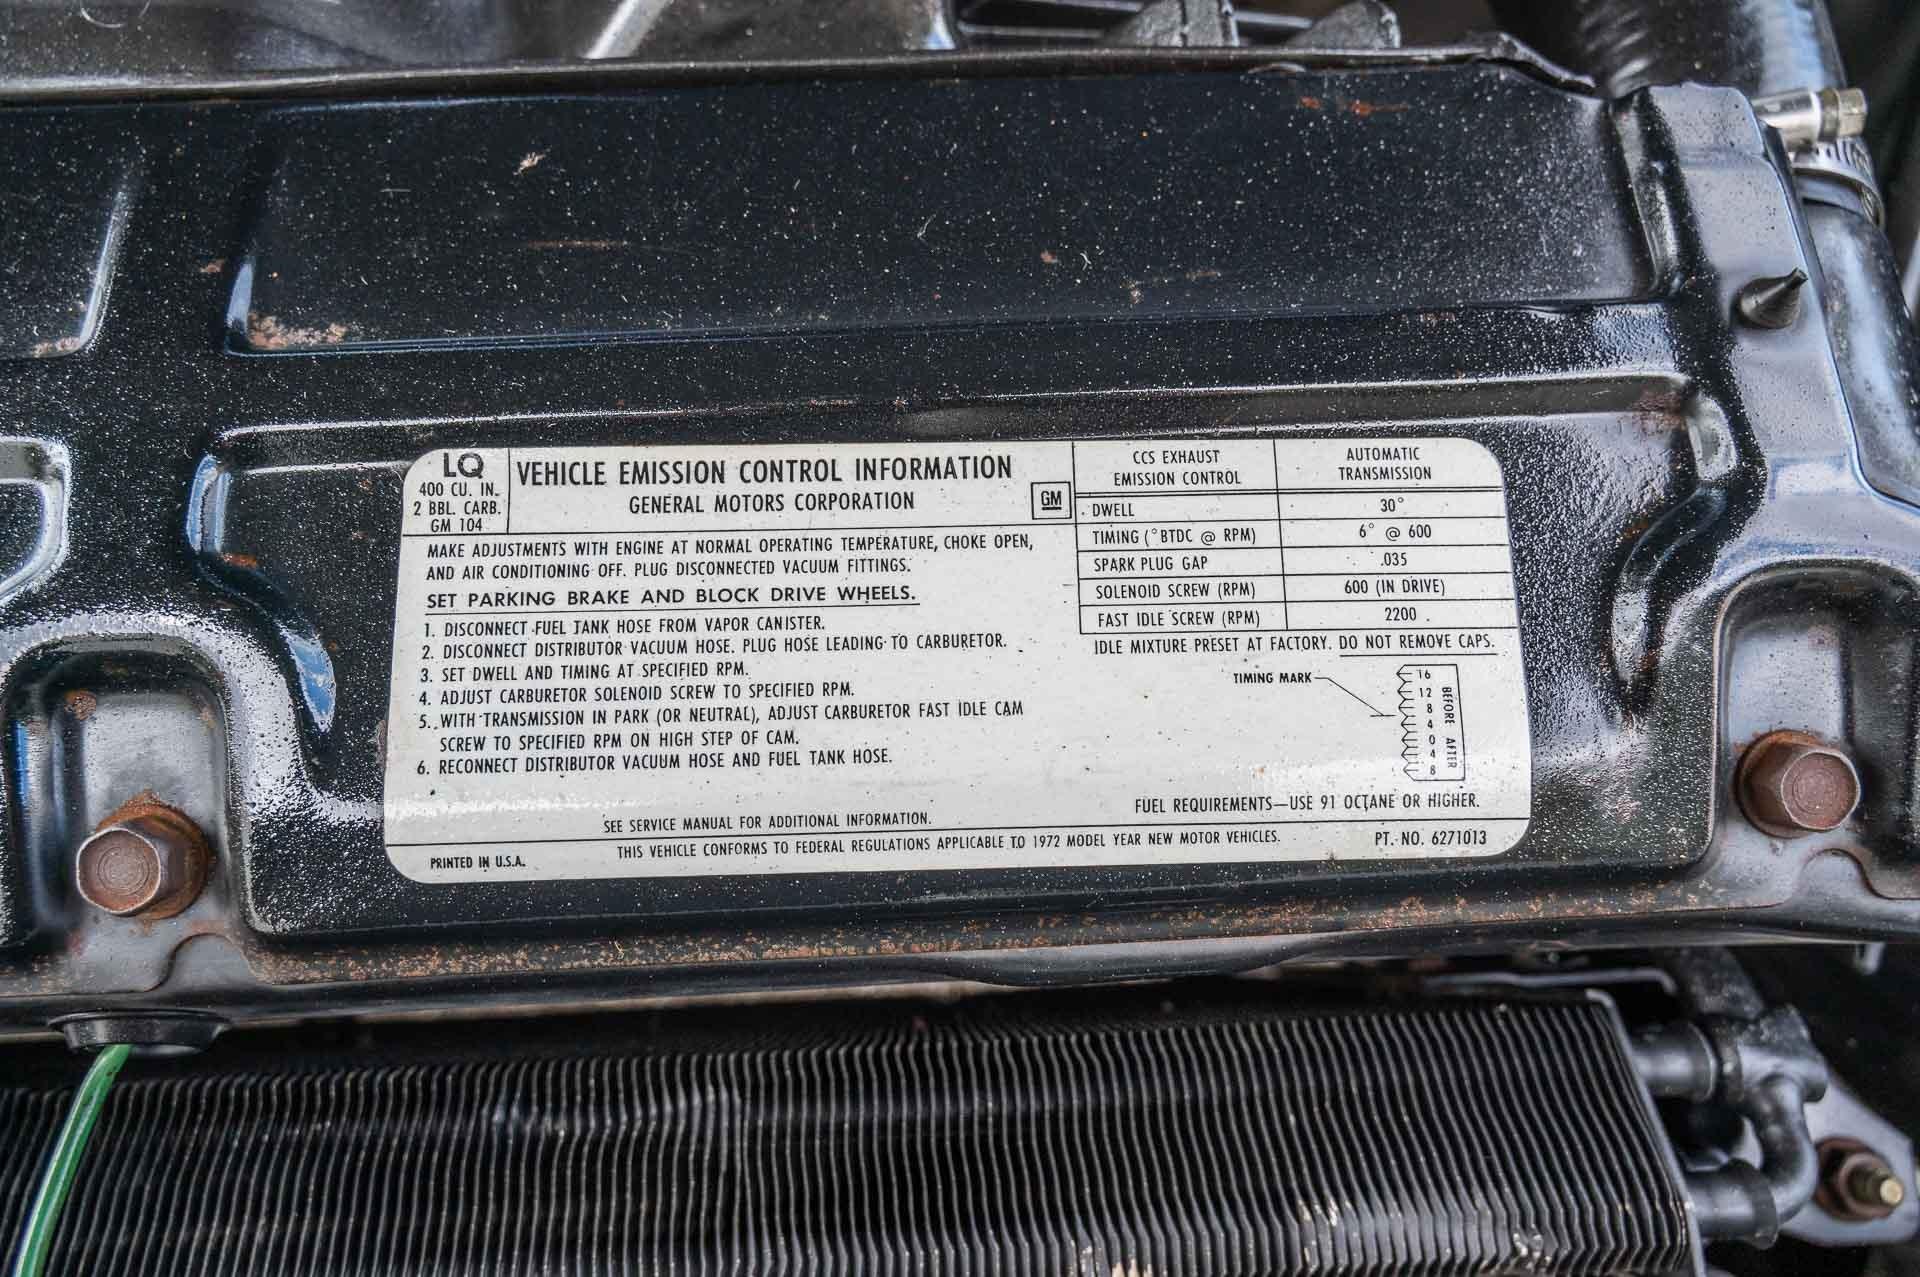 LQ
400 CU. IN.
2 BBL. CARB.
GM 104
VEHICLE EMISSION CONTROL INFORMATION
GENERAL MOTORS CORPORATION
GM
MAKE ADJUSTMENTS WITH ENGINE AT NORMAL OPERATING TEMPERATURE, CHOKE OPEN,
AND AIR CONDITIONING OFF. PLUG DISCONNECTED VACUUM FITTINGS.
SET PARKING BRAKE AND BLOCK DRIVE WHEELS.
1. DISCONNECT FUEL TANK HOSE FROM VAPOR CANISTER.
2. DISCONNECT DISTRIBUTOR VACUUM HOSE. PLUG HOSE LEADING TO CARBURETOR.
3. SET DWELL AND TIMING AT SPECIFIED RPM.
4. ADJUST CARBURETOR SOLENOID SCREW TO SPECIFIED RPM.
5. WITH TRANSMISSION IN PARK (OR NEUTRAL), ADJUST CARBURETOR FAST IDLE CAM
SCREW TO SPECIFIED RPM ON HIGH STEP OF CAM.
6. RECONNECT DISTRIBUTOR VACUUM HOSE AND FUEL TANK HOSE.
CCS EXHAUST
EMISSION CONTROL
AUTOMATIC
TRANSMISSION
DWELL 30°
TIMING (°BTDC @ RPM) 6° @ 600
SPARK PLUG GAP .035
SOLENOID SCREW (RPM) 600 (IN DRIVE)
FAST IDLE SCREW (RPM) 2200
IDLE MIXTURE PRESET AT FACTORY. DO NOT REMOVE CAPS.
TIMING MARK
16
12
8
4
0
4
8
BEFORE AFTER
FUEL REQUIREMENTS—USE 91 OCTANE OR HIGHER.
SEE SERVICE MANUAL FOR ADDITIONAL INFORMATION.
PRINTED IN U.S.A.
THIS VEHICLE CONFORMS TO FEDERAL REGULATIONS APPLICABLE TO 1972 MODEL YEAR NEW MOTOR VEHICLES.
PT. NO. 6271013